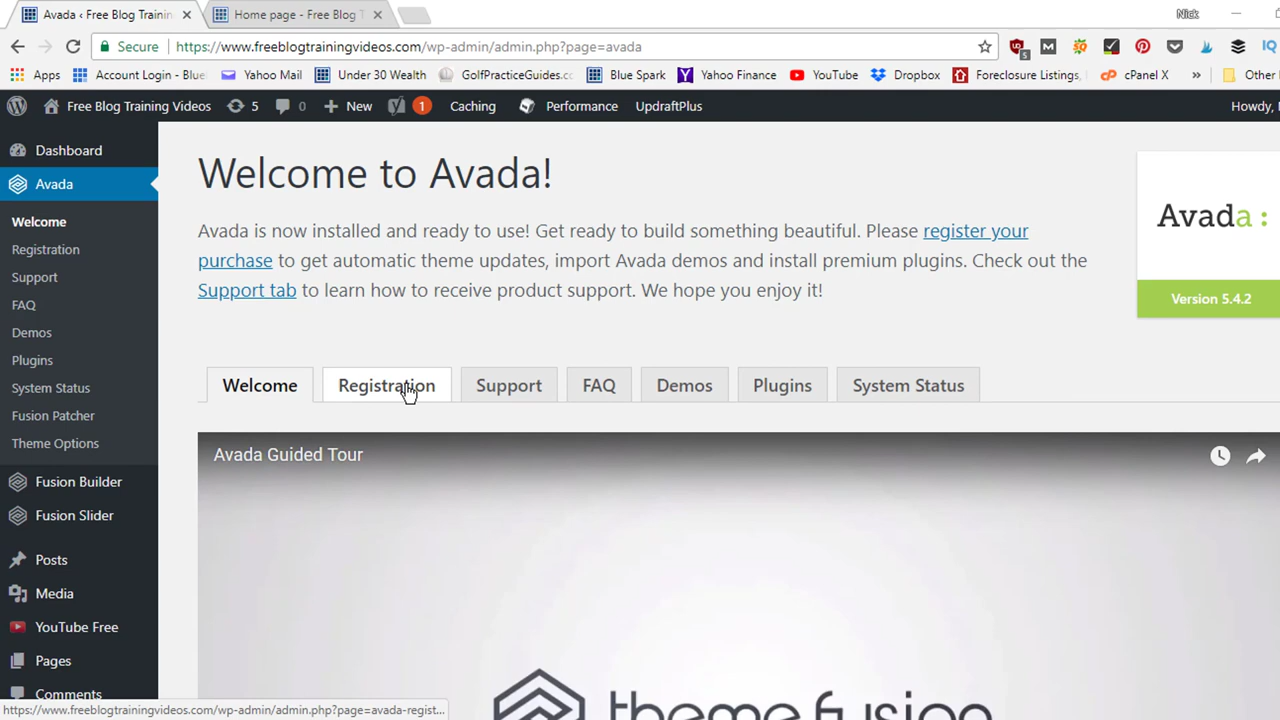 Avada ‹ Free Blog Trainin
Home page - Free Blog T
Nick
Secure
https://www.freeblogtrainingvideos.com/wp-admin/admin.php?page=avada
5
Apps
Account Login - Blue
Yahoo Mail
Under 30 Wealth
GolfPracticeGuides.co
Blue Spark
Yahoo Finance
YouTube
Dropbox
Foreclosure Listings,
cPanel X
»
Other
Free Blog Training Videos
5
0
New
1
Caching
Performance
UpdraftPlus
Howdy,
Dashboard
Avada
Welcome
Registration
Support
FAQ
Demos
Plugins
System Status
Fusion Patcher
Theme Options
Fusion Builder
Fusion Slider
Posts
Media
YouTube Free
Pages
Comments
Welcome to Avada!
Avada is now installed and ready to use! Get ready to build something beautiful. Please register your
purchase to get automatic theme updates, import Avada demos and install premium plugins. Check out the
Support tab to learn how to receive product support. We hope you enjoy it!
Avada :
Version 5.4.2
Welcome
Registration
Support
FAQ
Demos
Plugins
System Status
Avada Guided Tour
theme fusion
https://www.freeblogtrainingvideos.com/wp-admin/admin.php?page=avada-regist...